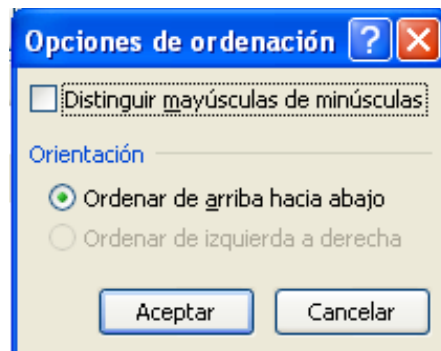 Opciones de ordenación ? X
Distinguir mayúsculas de minúsculas
Orientación
Ordenar de arriba hacia abajo
Ordenar de izquierda a derecha
Aceptar Cancelar